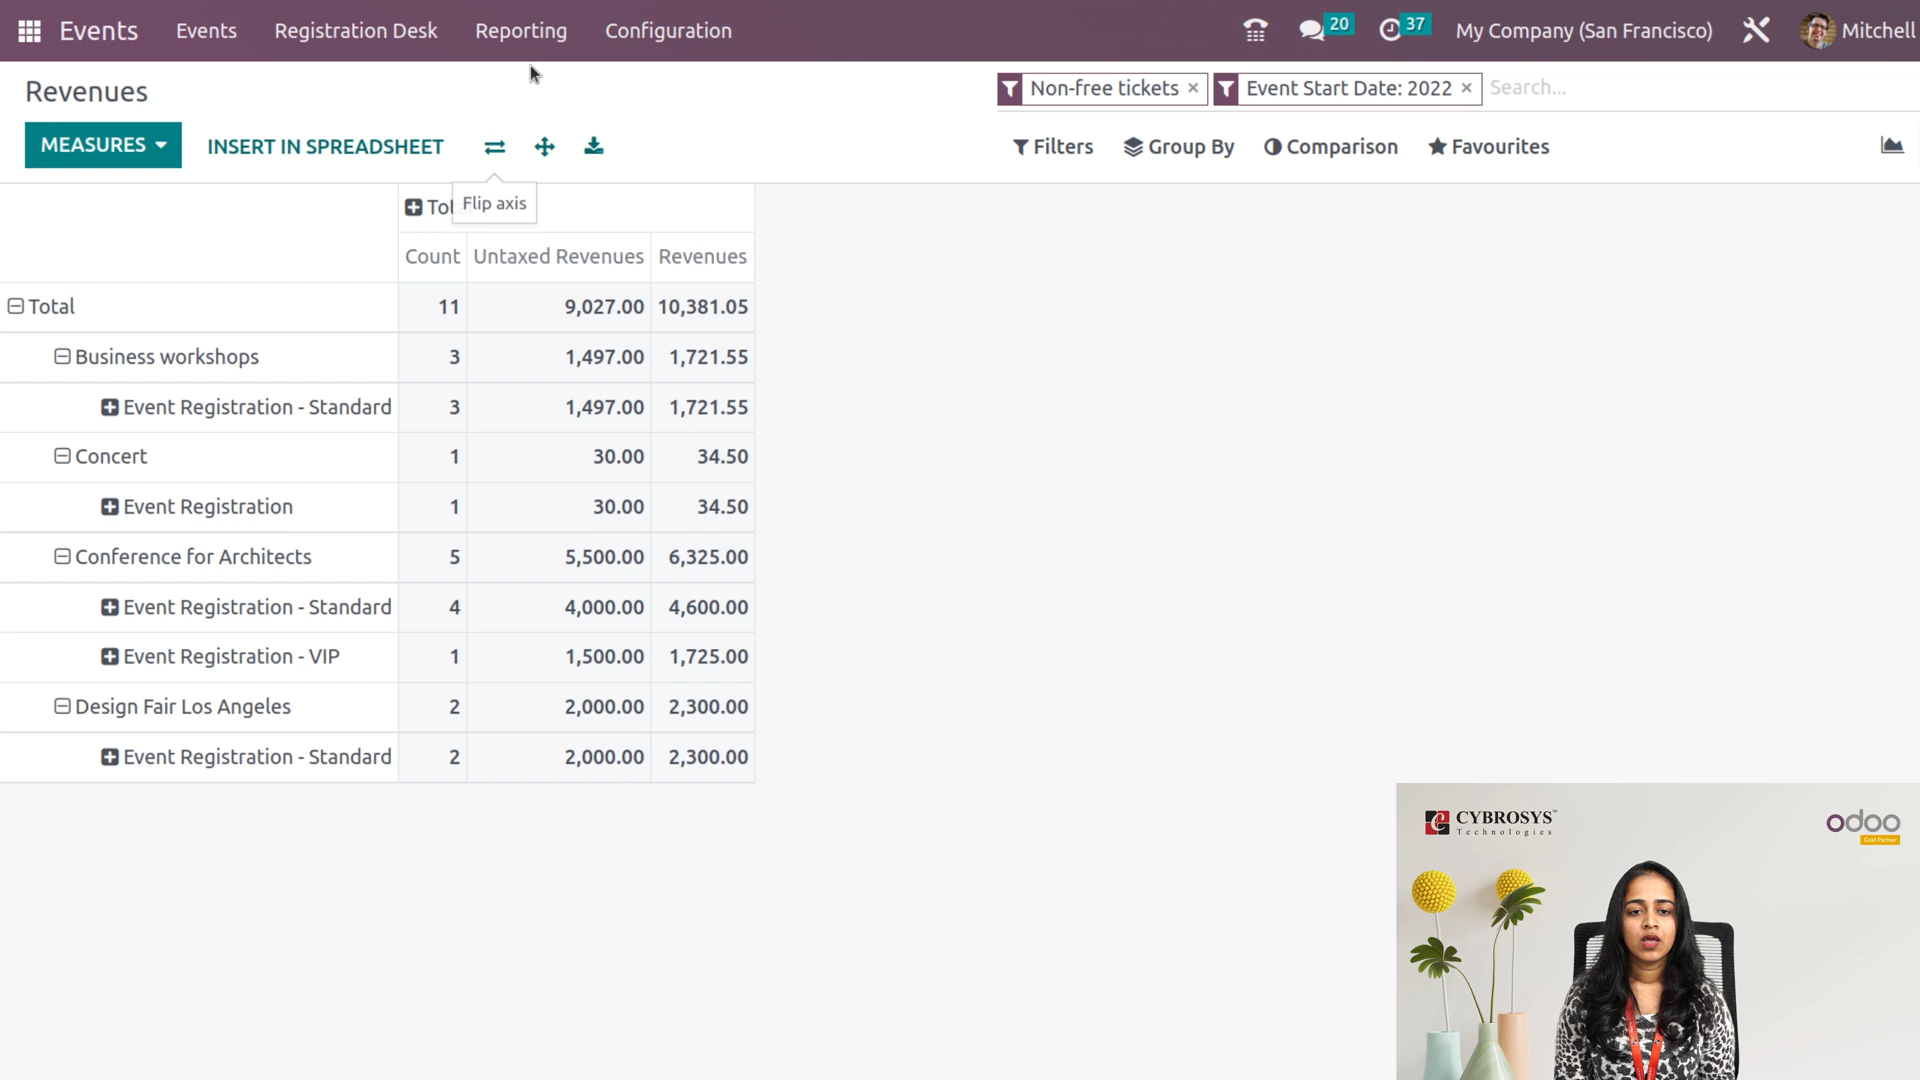 Events Events Registration Desk Reporting Configuration 20 37 My Company (San Francisco) Mitchell
Revenues
Non-free tickets × Event Start Date: 2022 × Search...
MEASURES INSERT IN SPREADSHEET Filters Group By Comparison Favourites
Flip axis
Count Untaxed Revenues Revenues
Total 11 9,027.00 10,381.05
Business workshops 3 1,497.00 1,721.55
Event Registration - Standard 3 1,497.00 1,721.55
Concert 1 30.00 34.50
Event Registration 1 30.00 34.50
Conference for Architects 5 5,500.00 6,325.00
Event Registration - Standard 4 4,000.00 4,600.00
Event Registration - VIP 1 1,500.00 1,725.00
Design Fair Los Angeles 2 2,000.00 2,300.00
Event Registration - Standard 2 2,000.00 2,300.00
CYBROSYS™
Technologies
odoo
Gold Partner